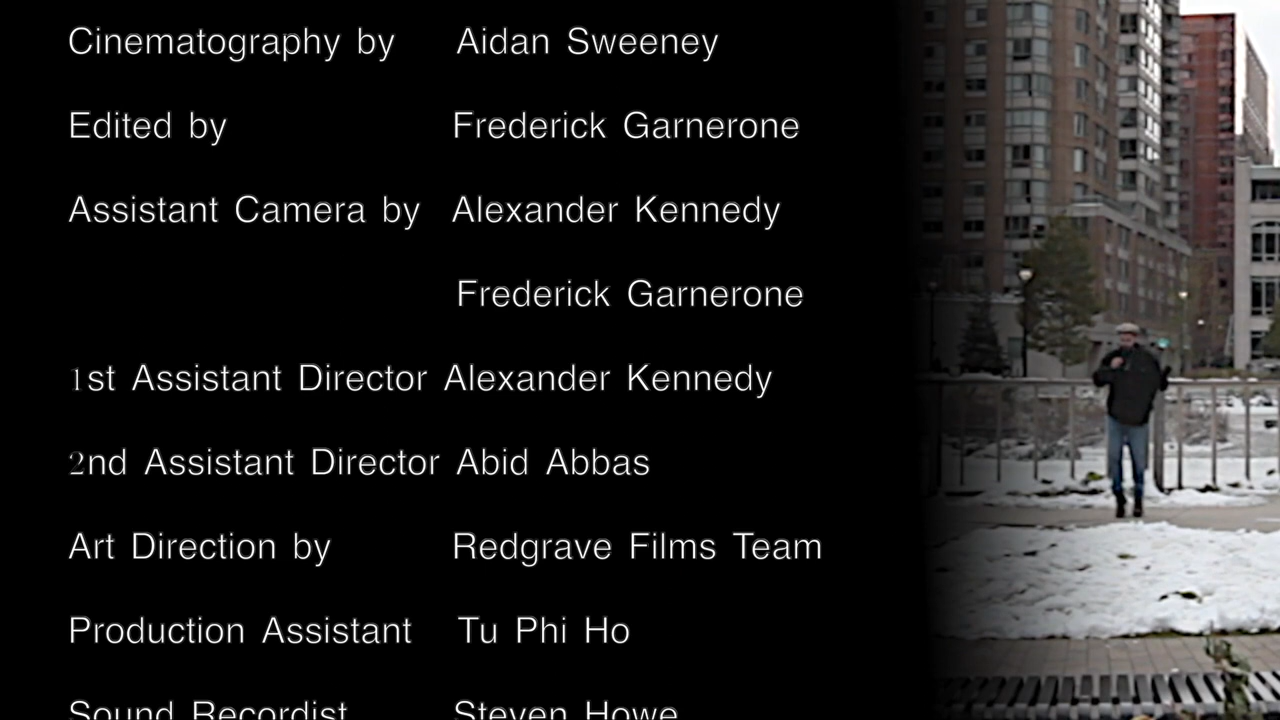 Cinematography by Aidan Sweeney
Edited by Frederick Garnerone
Assistant Camera by Alexander Kennedy
Frederick Garnerone
1st Assistant Director Alexander Kennedy
2nd Assistant Director Abid Abbas
Art Direction by Redgrave Films Team
Production Assistant Tu Phi Ho
Sound Recordist Steven Howe